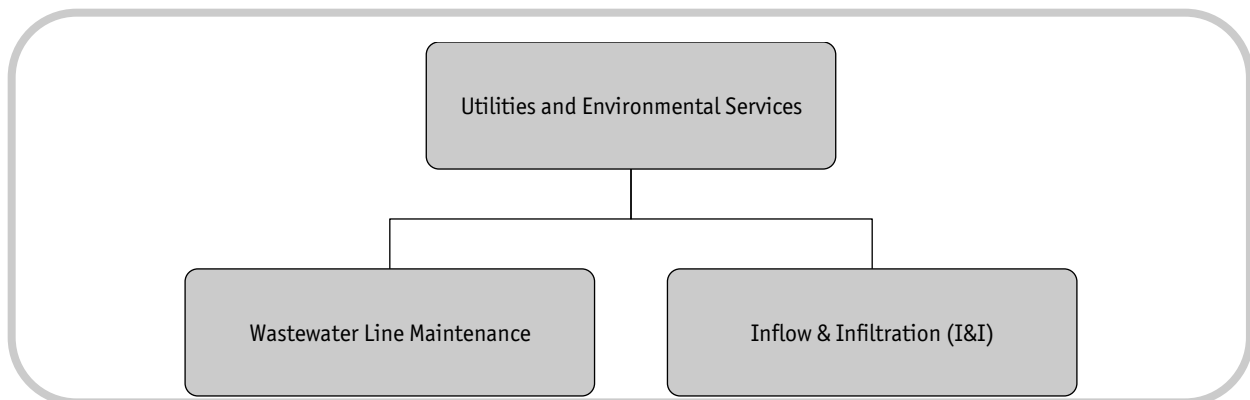 Utilities and Environmental Services
Wastewater Line Maintenance
Inflow & Infiltration (I&I)